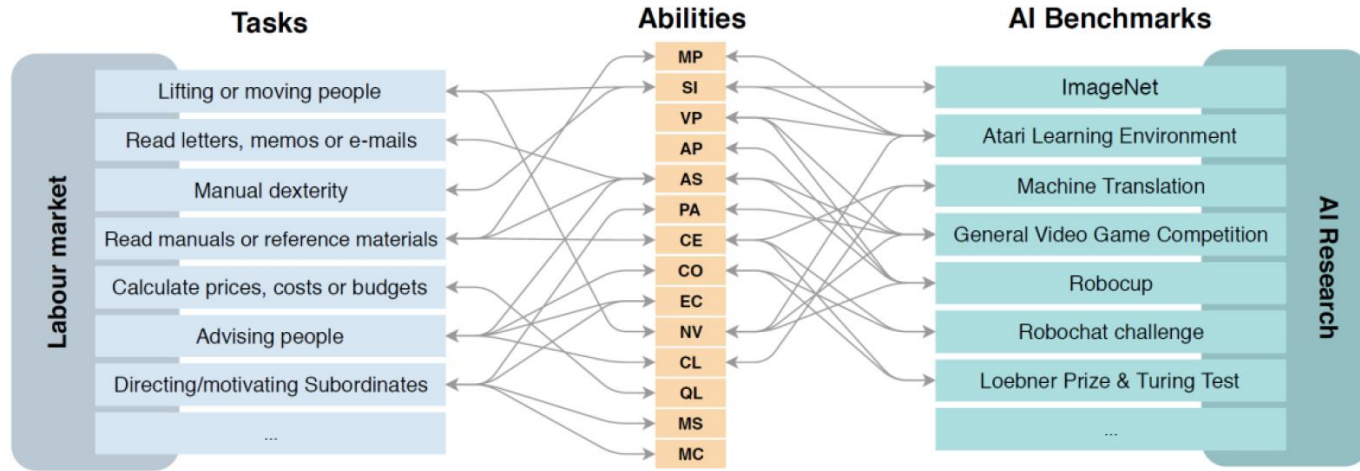 Tasks
Abilities
AI Benchmarks
Labour market
Lifting or moving people
Read letters, memos or e-mails
Manual dexterity
Read manuals or reference materials
Calculate prices, costs or budgets
Advising people
Directing/motivating Subordinates
...
MP
SI
VP
AP
AS
PA
CE
CO
EC
NV
CL
QL
MS
MC
ImageNet
Atari Learning Environment
Machine Translation
General Video Game Competition
Robocup
Robochat challenge
Loebner Prize & Turing Test
...
AI Research